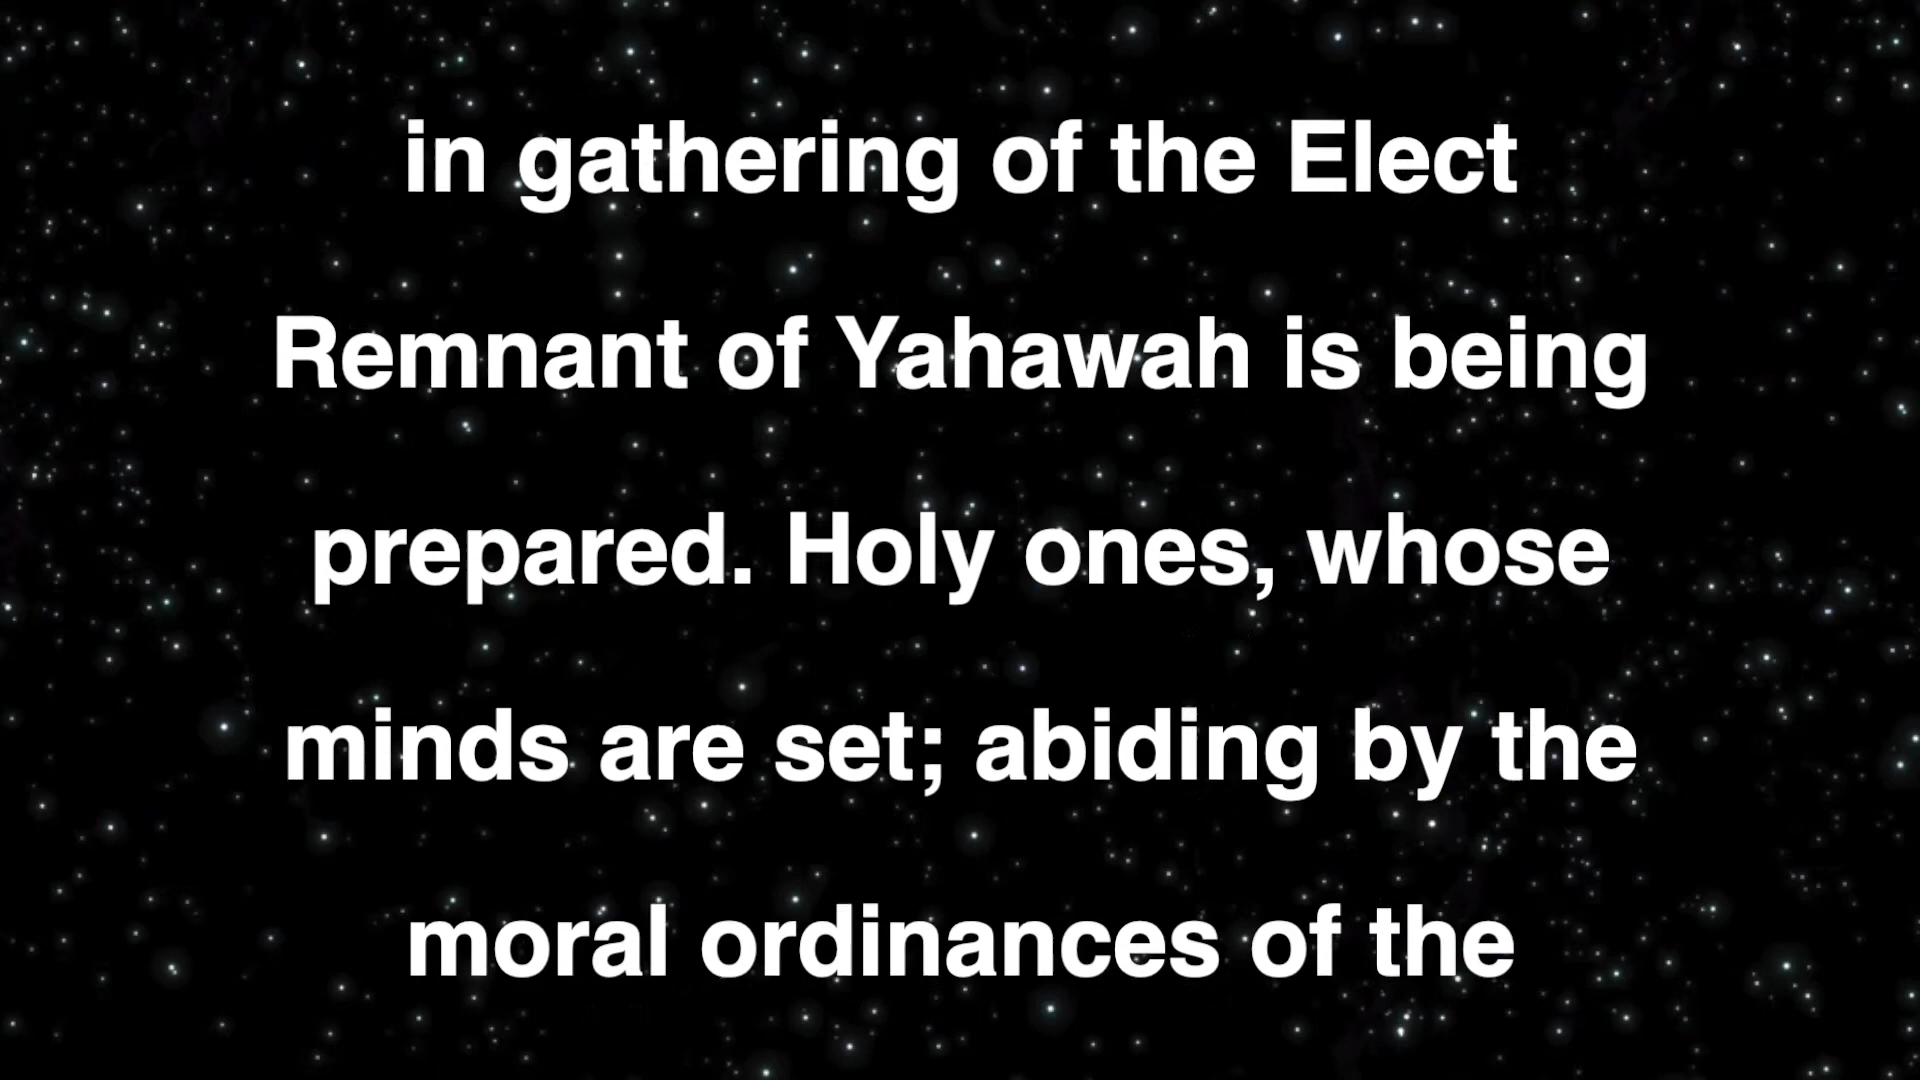 in gathering of the Elect
Remnant of Yahawah is being
prepared. Holy ones, whose
minds are set; abiding by the
moral ordinances of the